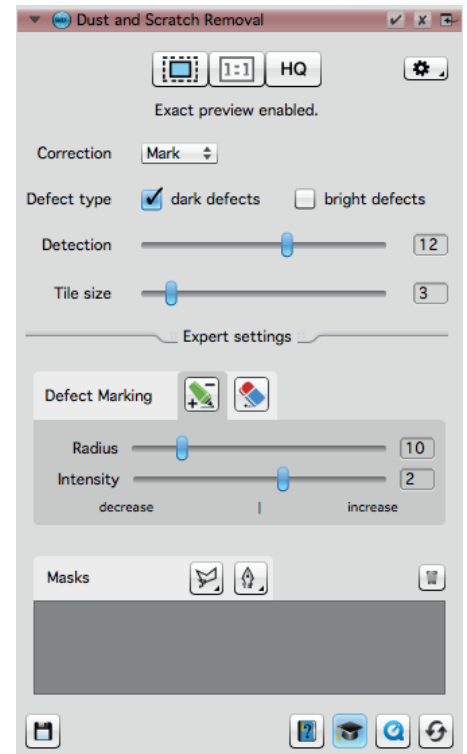 Dust and Scratch Removal
1:1 HQ
Exact preview enabled.
Correction Mark
Defect type dark defects bright defects
Detection 12
Tile size 3
Expert settings
Defect Marking
Radius 10
Intensity 2
decrease | increase
Masks